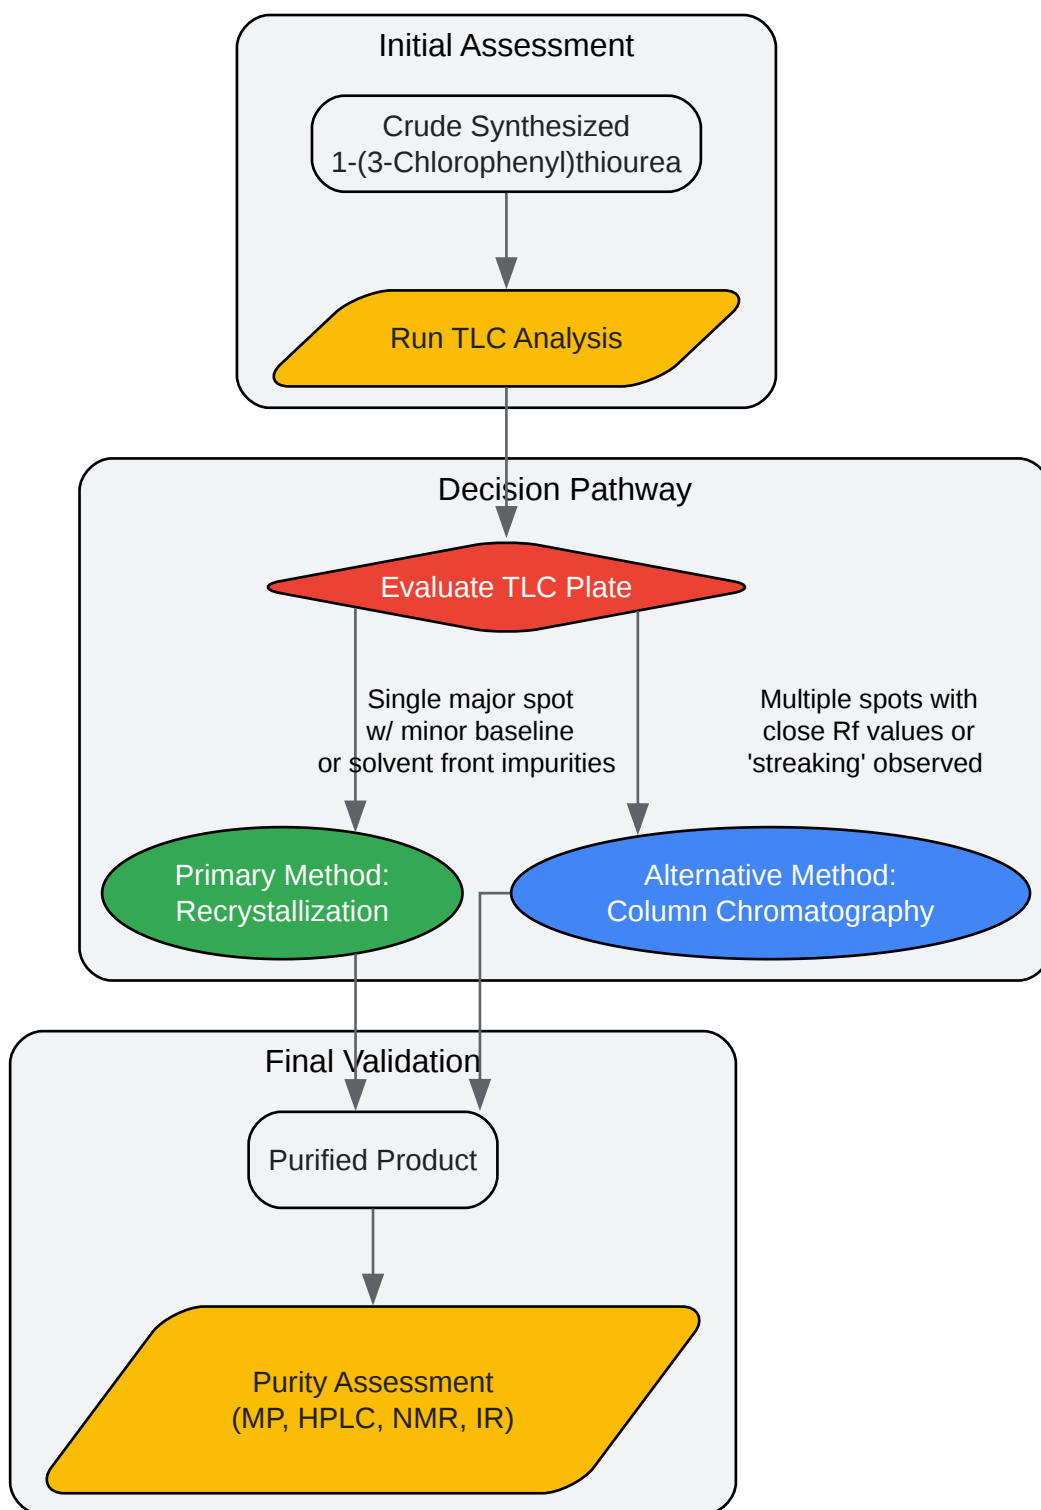 Initial Assessment
Crude Synthesized
1-(3-Chlorophenyl)thiourea
Run TLC Analysis
Decision Pathway
Evaluate TLC Plate
Single major spot
w/ minor baseline
or solvent front impurities
Multiple spots with
close Rf values or
'streaking' observed
Primary Method:
Recrystallization
Alternative Method:
Column Chromatography
Final Validation
Purified Product
Purity Assessment
(MP, HPLC, NMR, IR)